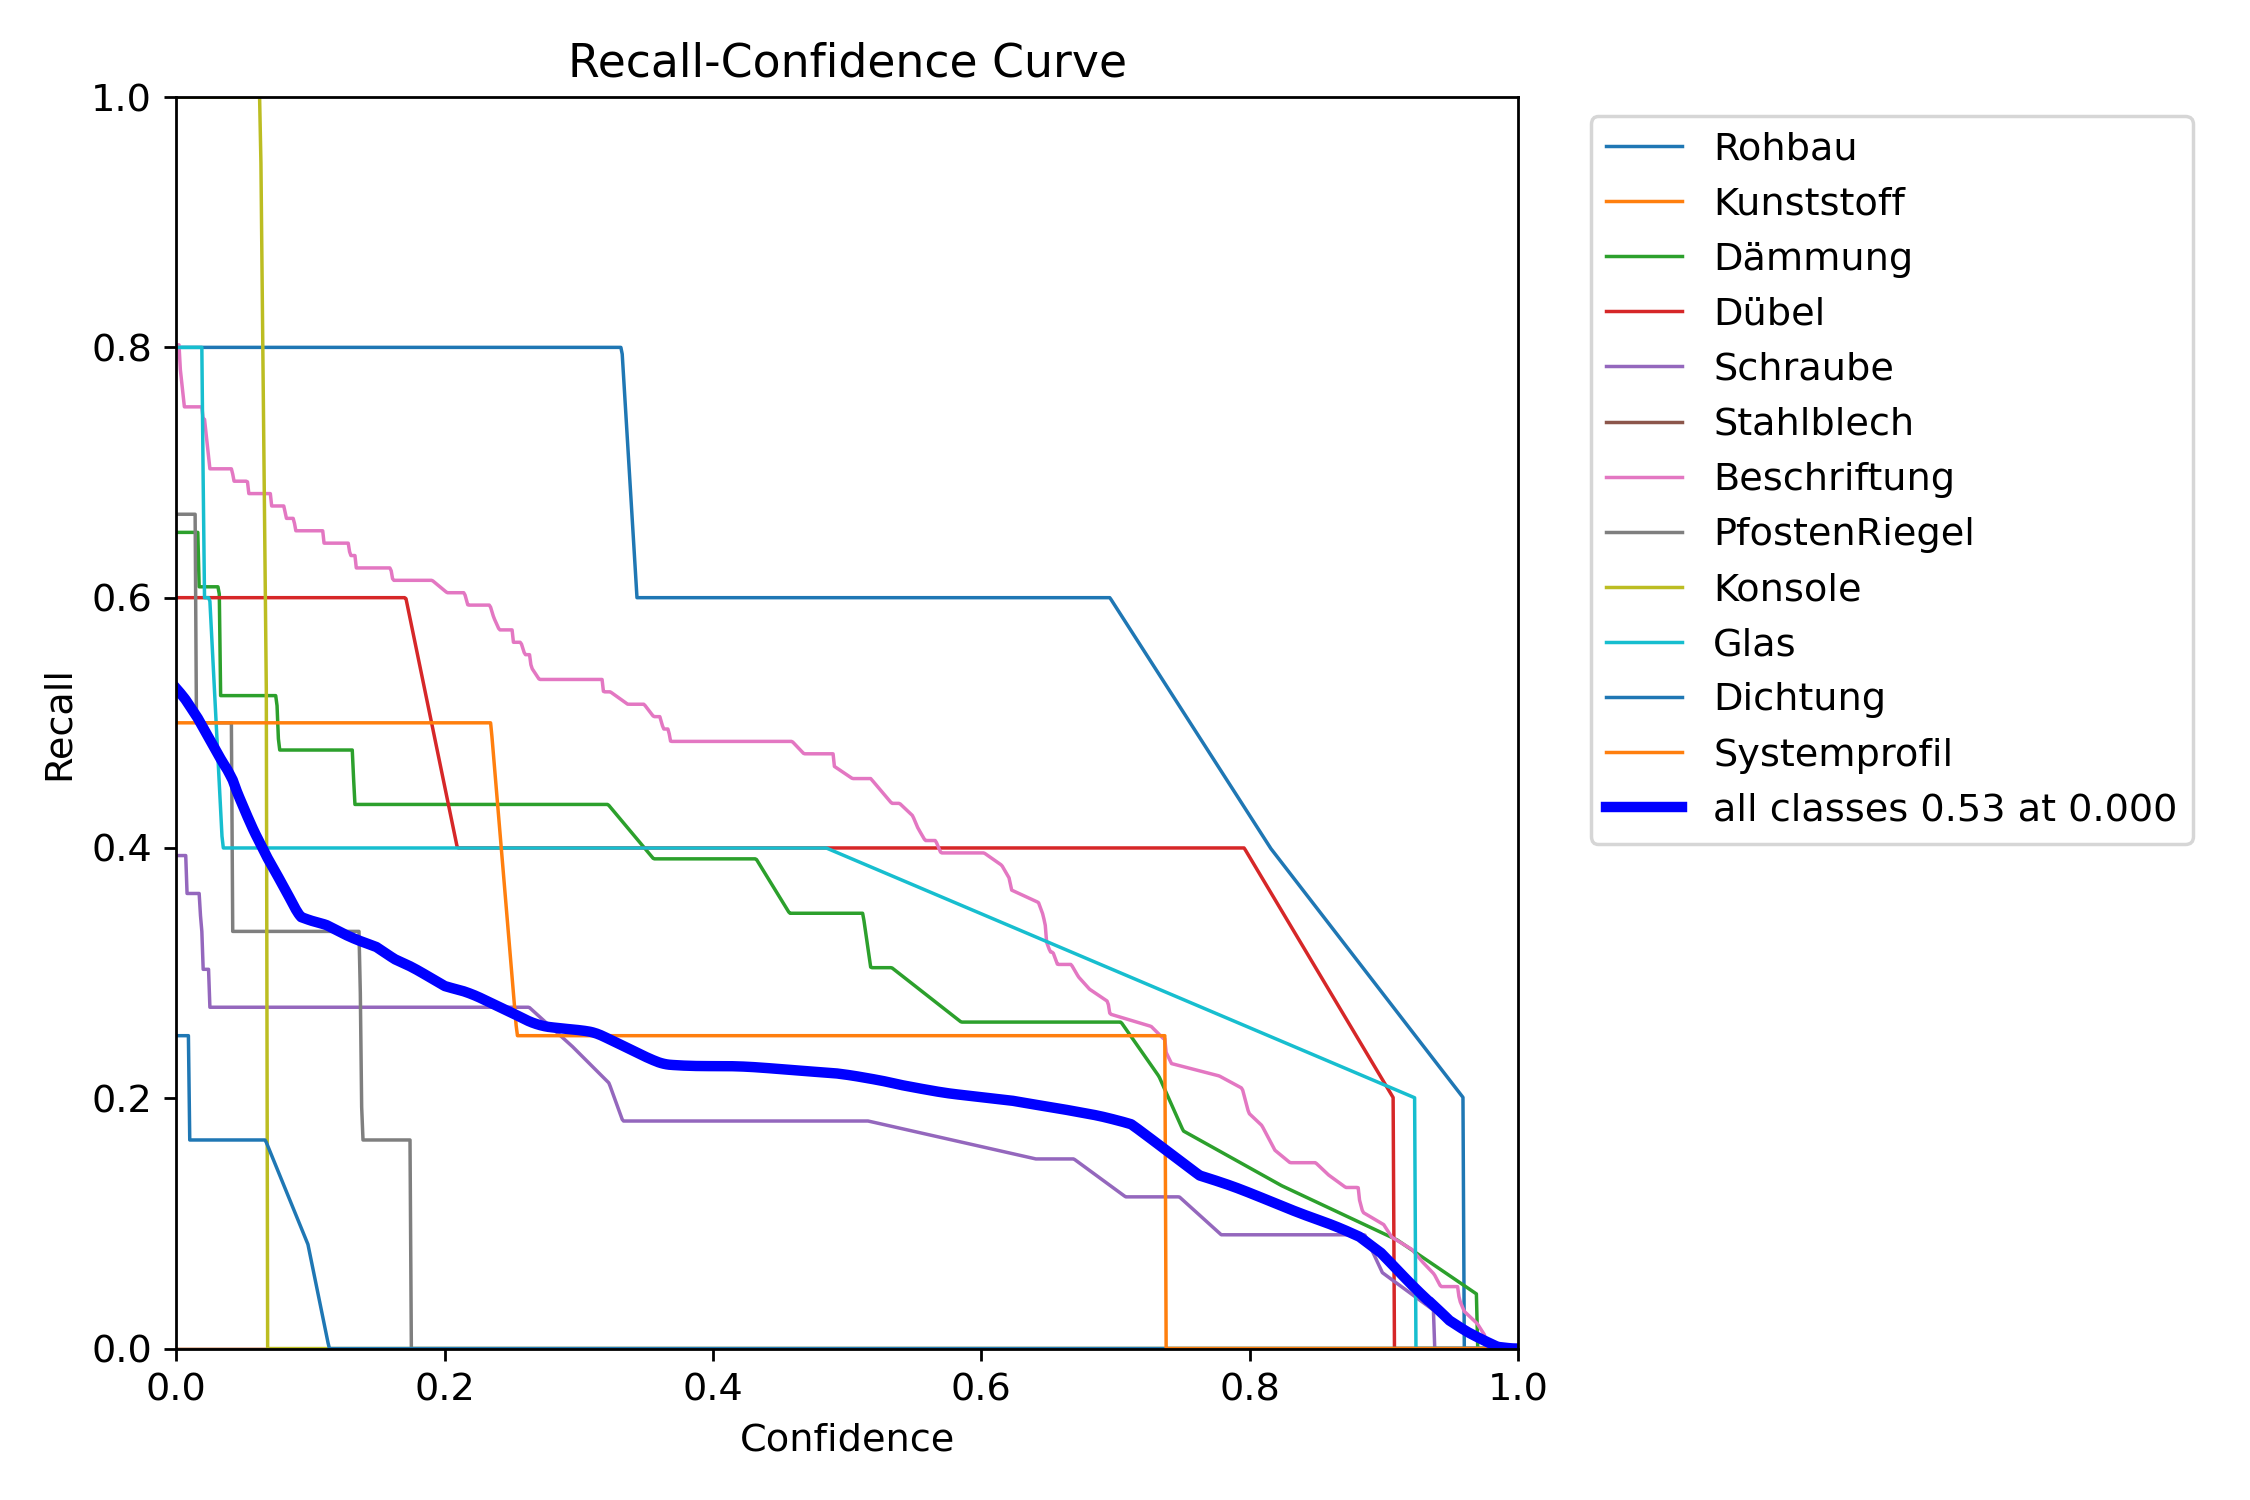 Recall-Confidence Curve
1.0
0.8
0.6
0.4
0.2
0.0
Recall
0.0 0.2 0.4 0.6 0.8 1.0
Confidence
Rohbau
Kunststoff
Dämmung
Dübel
Schraube
Stahlblech
Beschriftung
PfostenRiegel
Konsole
Glas
Dichtung
Systemprofil
all classes 0.53 at 0.000